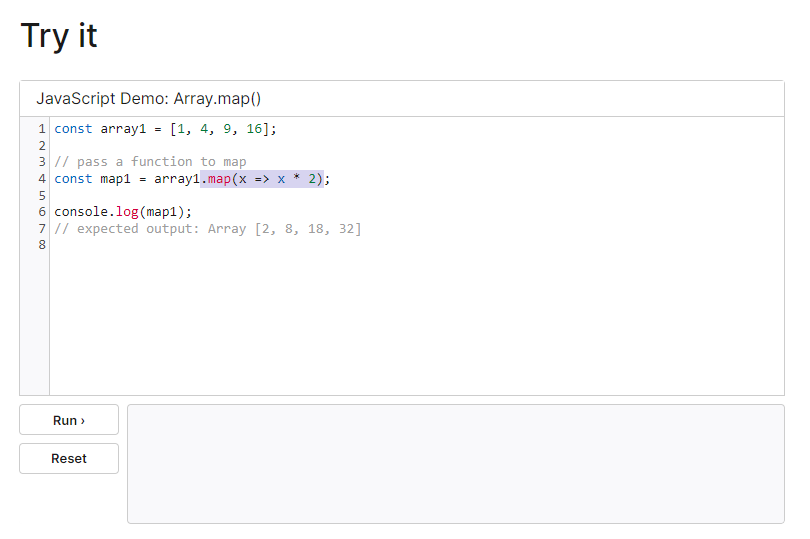 Try it
JavaScript Demo: Array.map()
1 const array1 = [1, 4, 9, 16];
2
3 // pass a function to map
4 const map1 = array1.map(x => x * 2);
5
6 console.log(map1);
7 // expected output: Array [2, 8, 18, 32]
8
Run ›
Reset